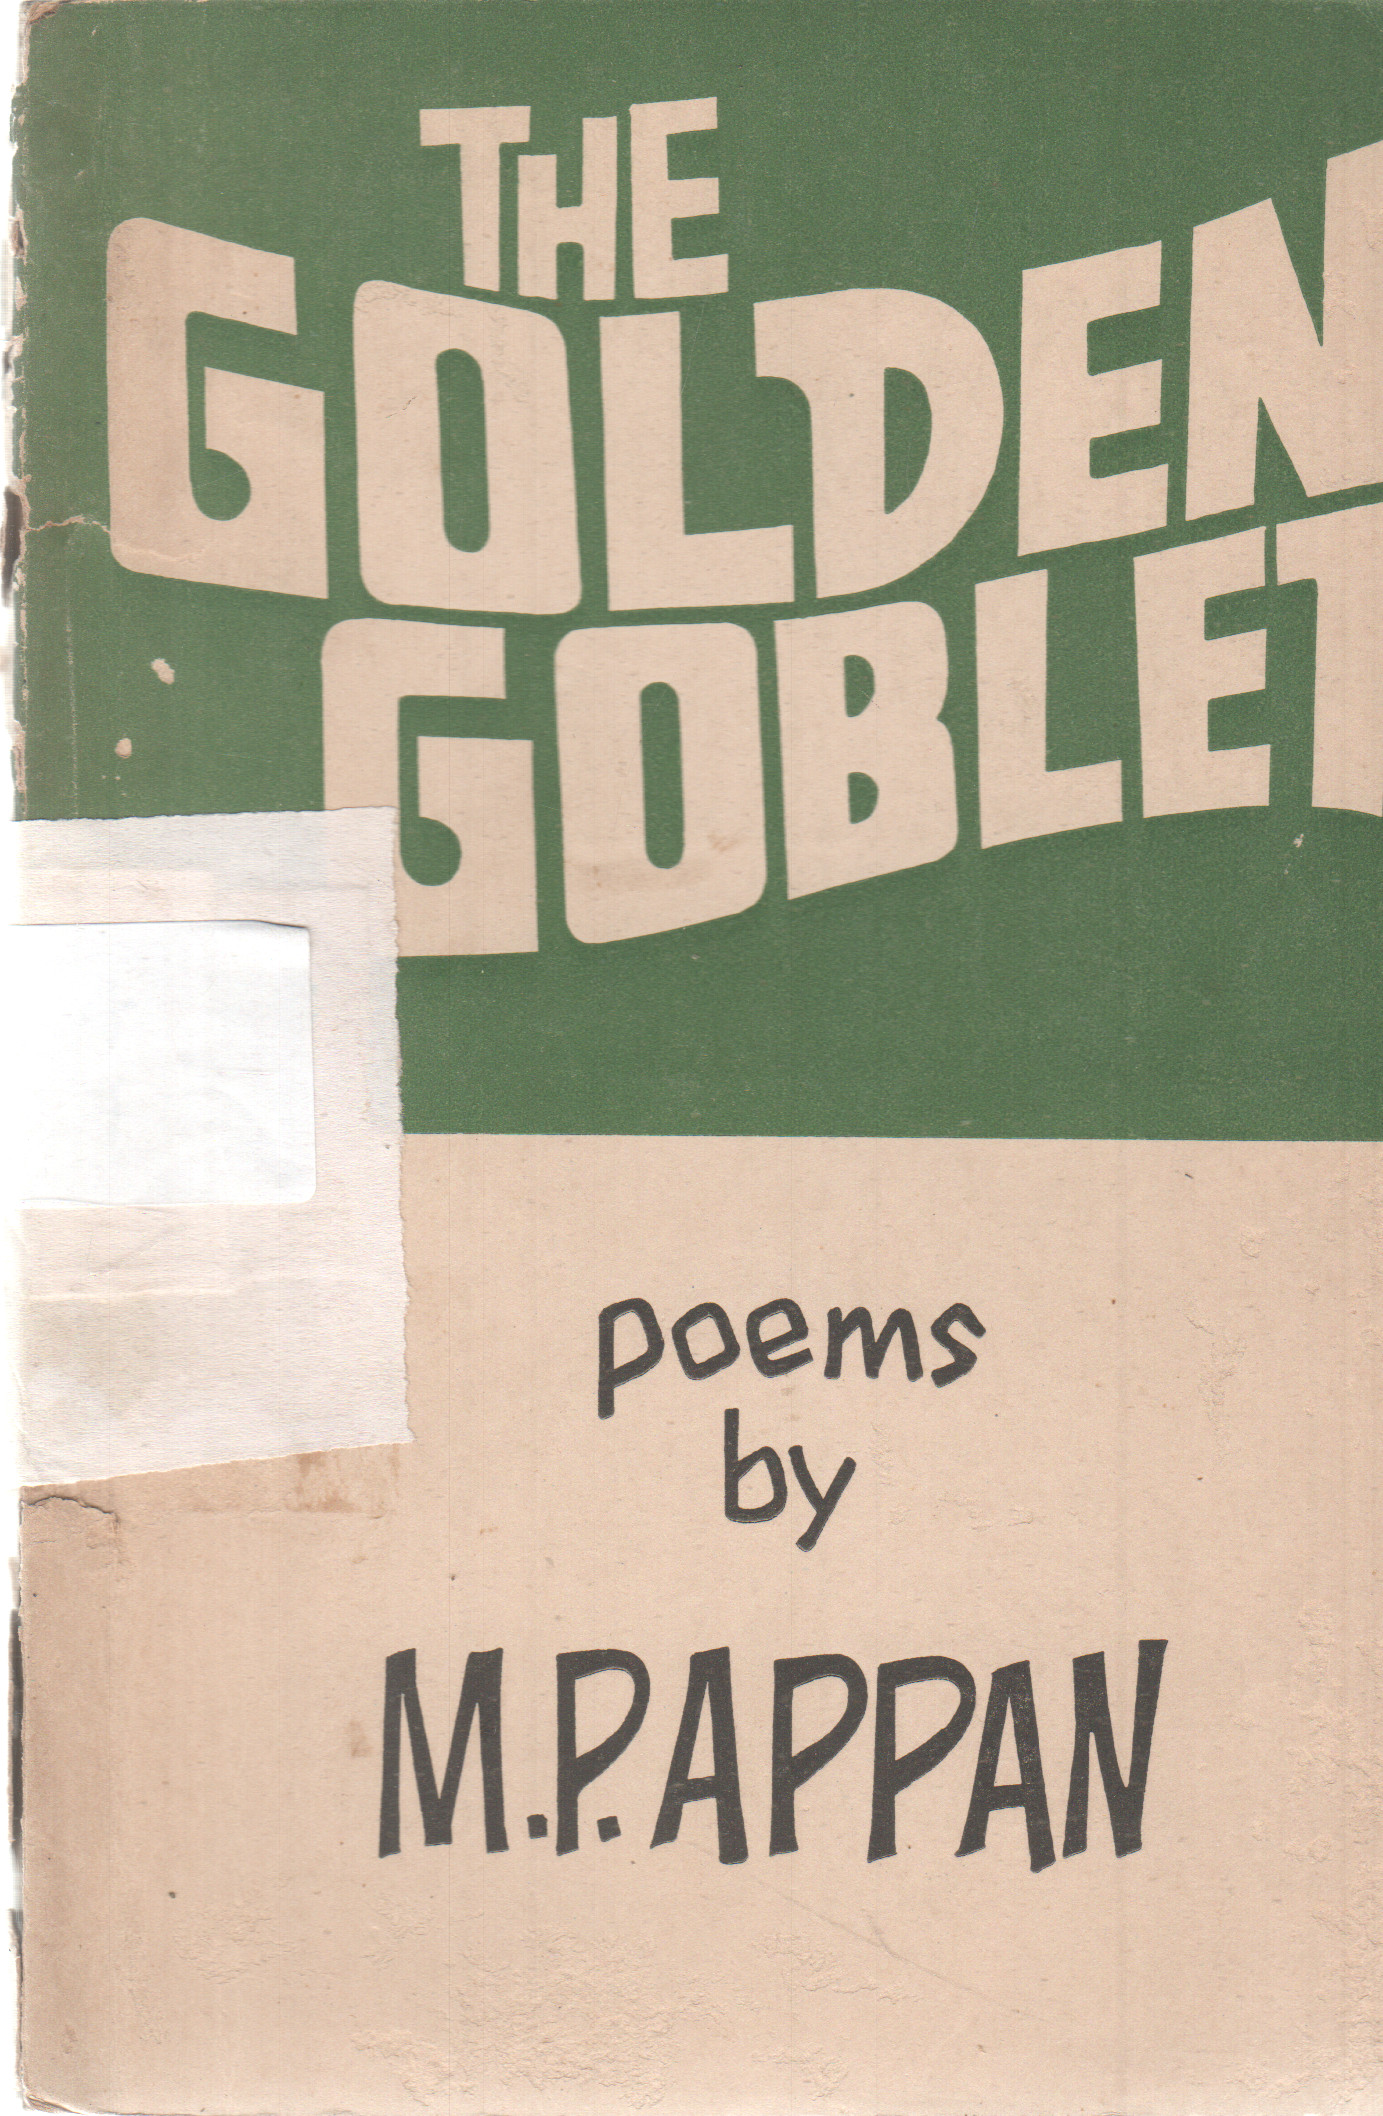 THE
GOLDEN
GOBLET
poems
by
M.P. APPAN